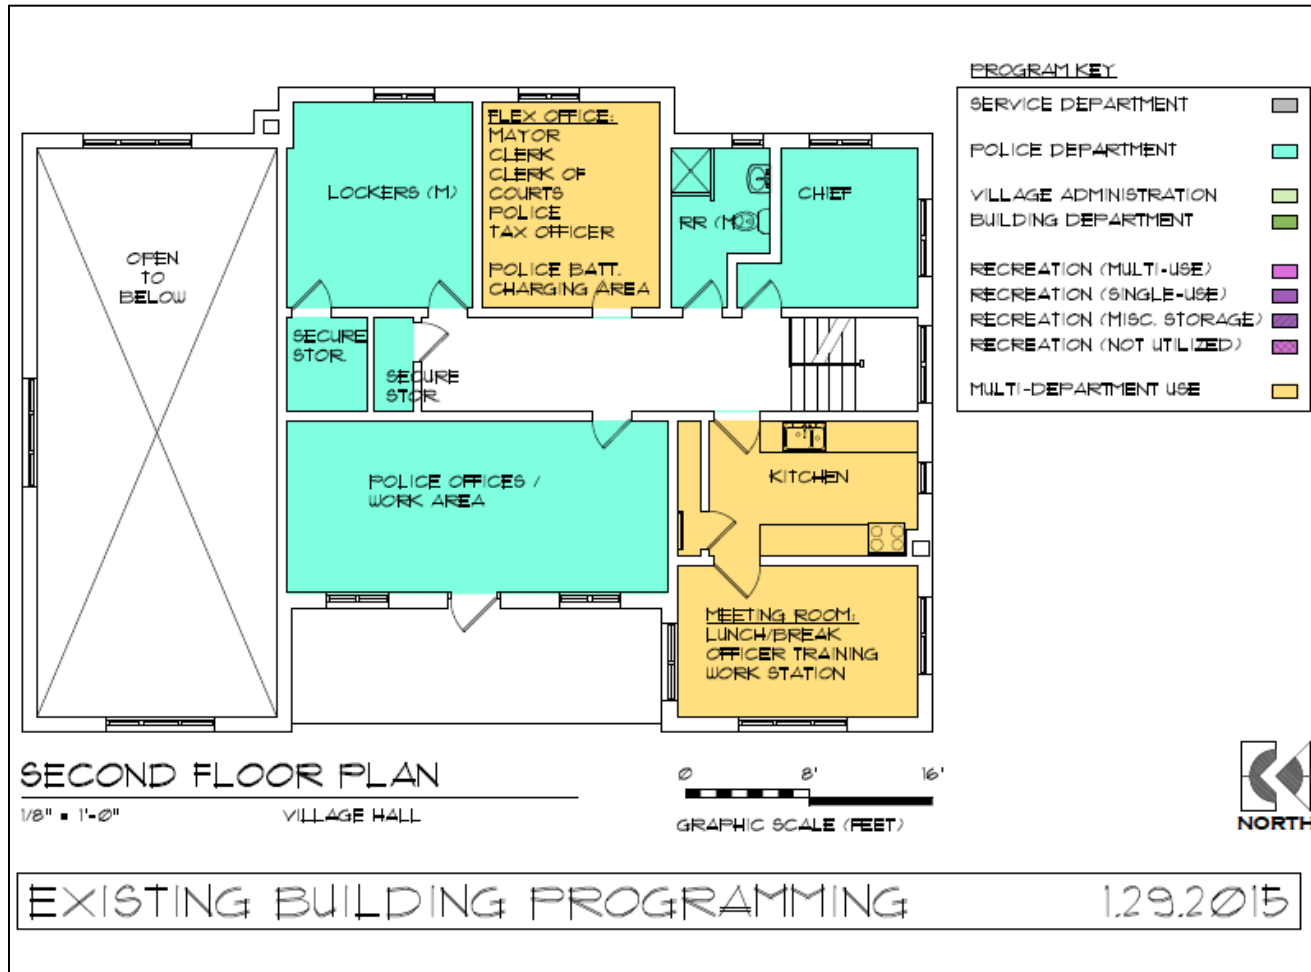 PROGRAM KEY
SERVICE DEPARTMENT
POLICE DEPARTMENT
VILLAGE ADMINISTRATION
BUILDING DEPARTMENT
RECREATION (MULTI-USE)
RECREATION (SINGLE-USE)
RECREATION (MISC. STORAGE)
RECREATION (NOT UTILIZED)
MULTI-DEPARTMENT USE
OPEN
TO
BELOW
LOCKERS (M)
FLEX OFFICE:
MAYOR
CLERK
CLERK OF
COURTS
POLICE
TAX OFFICER
POLICE BATT.
CHARGING AREA
RR (M
CHIEF
SECURE
STOR.
SECURE
STOR.
POLICE OFFICES /
WORK AREA
KITCHEN
MEETING ROOM:
LUNCH/BREAK
OFFICER TRAINING
WORK STATION
SECOND FLOOR PLAN
1/8" = 1'-0"
VILLAGE HALL
0 8' 16'
GRAPHIC SCALE (FEET)
NORTH
EXISTING BUILDING PROGRAMMING 1.29.2015